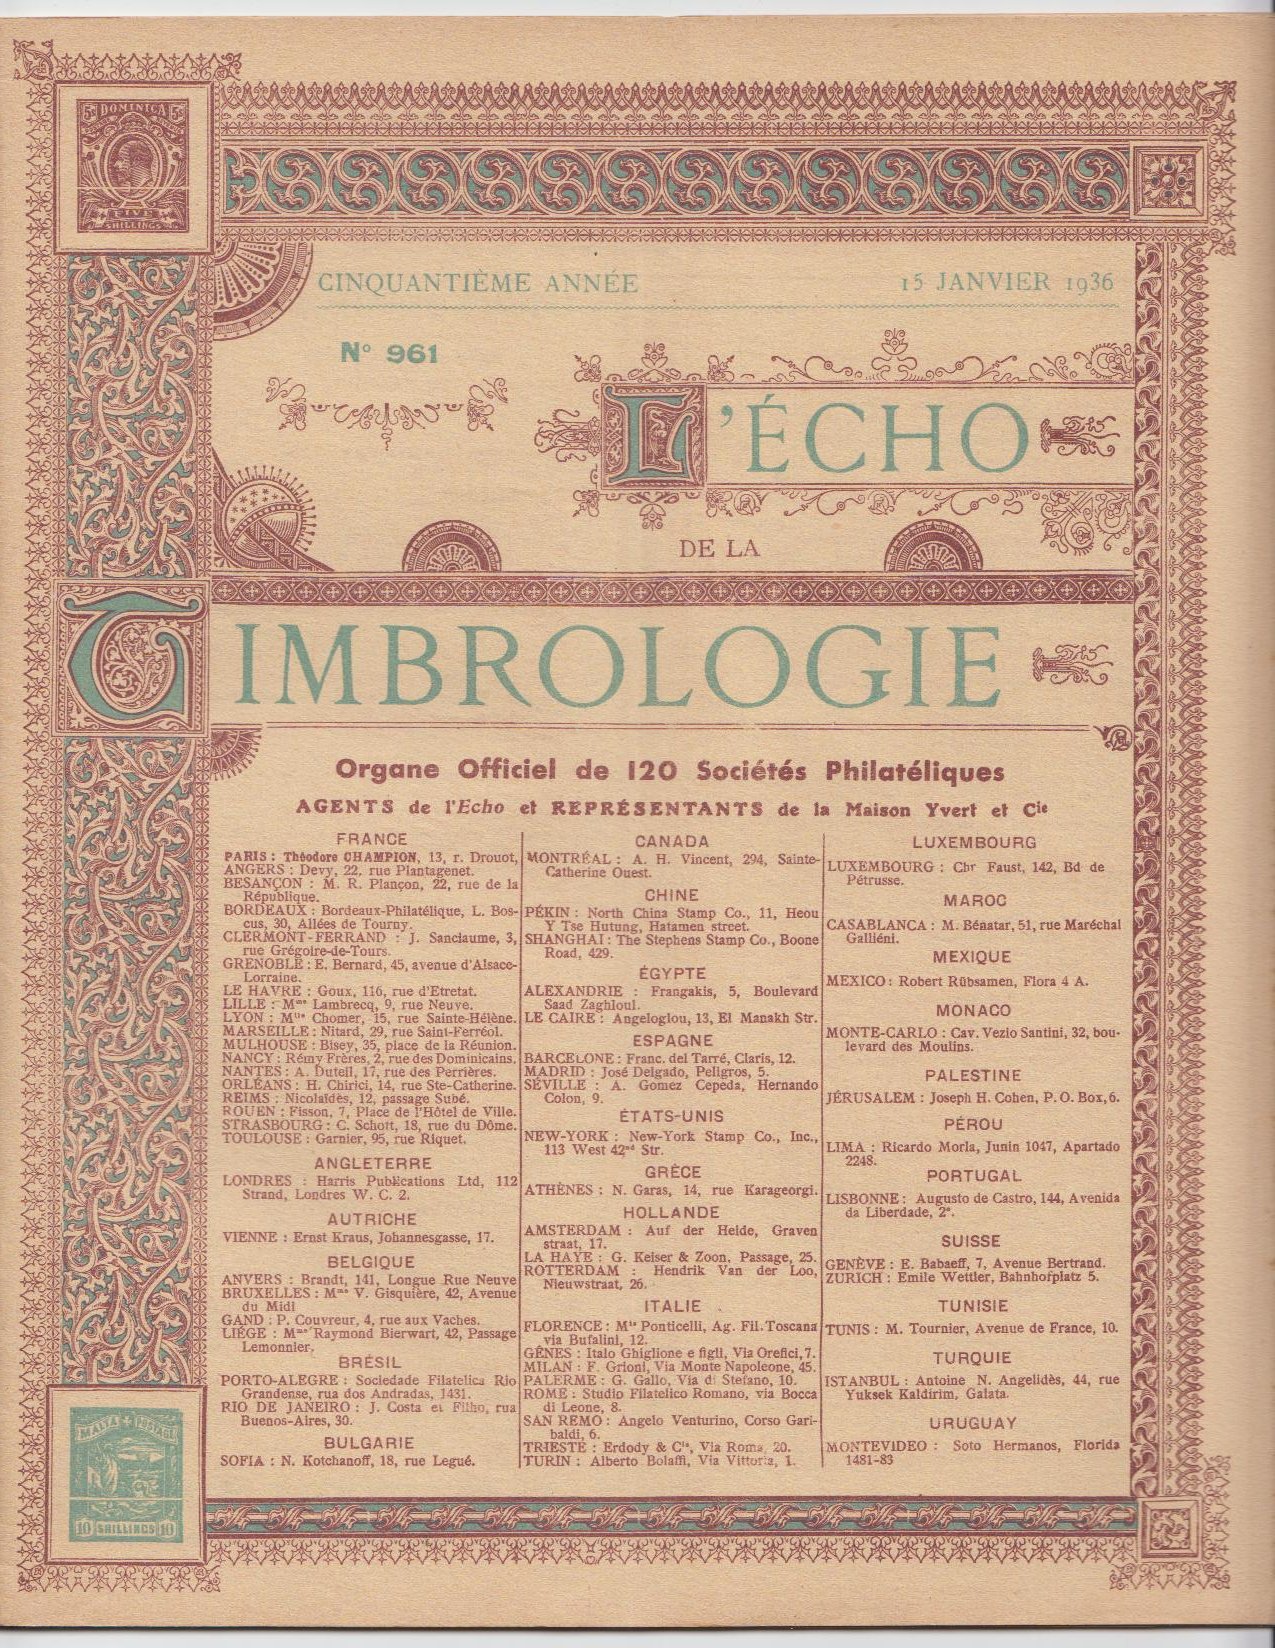 DOMINICA
5s 5s
FIVE
SHILLINGS
CINQUANTIÈME ANNÉE
15 JANVIER 1936
N° 961
L'ÉCHO
DE LA
TIMBROLOGIE
Organe Officiel de 120 Sociétés Philatéliques
AGENTS de l'Echo et REPRÉSENTANTS de la Maison Yvert et Cie
FRANCE
PARIS : Théodore CHAMPION, 13, r. Drouot,
ANGERS : Devy, 22, rue Plantagenet.
BESANÇON : M. R. Plançon, 22, rue de la
République.
BORDEAUX : Bordeaux-Philatélique, L. Bos-
cus, 30, Allées de Tourny.
CLERMONT-FERRAND : J. Sanciaume, 3,
rue Grégoire-de-Tours.
GRENOBLE : E. Bernard, 45, avenue d'Alsace-
Lorraine.
LE HAVRE : Goux, 116, rue d'Etretat.
LILLE : Mme Lambrecq, 9, rue Neuve.
LYON : Mlle Chomer, 15, rue Sainte-Hélène.
MARSEILLE : Nitard, 29, rue Saint-Ferréol.
MULHOUSE : Bisey, 35, place de la Réunion.
NANCY : Rémy Frères, 2, rue des Dominicains.
NANTES : A. Duteil, 17, rue des Perrières.
ORLÉANS : H. Chirici, 14, rue Ste-Catherine.
REIMS : Nicolaïdès, 12, passage Subé.
ROUEN : Fisson, 7, Place de l'Hôtel de Ville.
STRASBOURG : C. Schott, 18, rue du Dôme.
TOULOUSE : Garnier, 95, rue Riquet.
ANGLETERRE
LONDRES : Harris Publications Ltd, 112
Strand, Londres W. C. 2.
AUTRICHE
VIENNE : Ernst Kraus, Johannesgasse, 17.
BELGIQUE
ANVERS : Brandt, 141, Longue Rue Neuve
BRUXELLES : Mme V. Gisquière, 42, Avenue
du Midi
GAND : P. Couvreur, 4, rue aux Vaches.
LIÉGE : Mme Raymond Bierwart, 42, Passage
Lemonnier.
BRÉSIL
PORTO-ALEGRE : Sociedade Filatelica Rio
Grandense, rua dos Andradas, 1431.
RIO DE JANEIRO : J. Costa et Filho, rua
Buenos-Aires, 30.
BULGARIE
SOFIA : N. Kotchanoff, 18, rue Legué.
CANADA
MONTRÉAL : A. H. Vincent, 294, Sainte-
Catherine Ouest.
CHINE
PÉKIN : North China Stamp Co., 11, Heou
Y Tse Hutung, Hatamen street.
SHANGHAI : The Stephens Stamp Co., Boone
Road, 429.
ÉGYPTE
ALEXANDRIE : Frangakis, 5, Boulevard
Saad Zaghloul.
LE CAIRE : Angeloglou, 13, El Manakh Str.
ESPAGNE
BARCELONE : Franc. del Tarré, Claris, 12.
MADRID : José Delgado, Peligros, 5.
SÉVILLE : A. Gomez Cepeda, Hernando
Colon, 9.
ÉTATS-UNIS
NEW-YORK : New-York Stamp Co., Inc.,
113 West 42nd Str.
GRÈCE
ATHÈNES : N. Garas, 14, rue Karageorgi.
HOLLANDE
AMSTERDAM : Auf der Heide, Graven
straat, 17.
LA HAYE : G. Keiser & Zoon, Passage, 25.
ROTTERDAM : Hendrik Van der Loo,
Nieuwstraat, 26.
ITALIE
FLORENCE : Mis Ponticelli, Ag. Fil. Toscana
via Bufalini, 12.
GÊNES : Italo Ghiglione e figli, Via Orefici, 7.
MILAN : F. Grioni, Via Monte Napoleone, 45.
PALERME : G. Gallo, Via di Stefano, 10.
ROME : Studio Filatelico Romano, via Bocca
di Leone, 8.
SAN REMO : Angelo Venturino, Corso Gari-
baldi, 6.
TRIESTE : Erdody & Cie, Via Roma, 20.
TURIN : Alberto Bolaffi, Via Vittoria, 1.
LUXEMBOURG
LUXEMBOURG : Chr Faust, 142, Bd de
Pétrusse.
MAROC
CASABLANCA : M. Bénatar, 51, rue Maréchal
Galliéni.
MEXIQUE
MEXICO : Robert Rübsamen, Flora 4 A.
MONACO
MONTE-CARLO : Cav. Vezio Santini, 32, bou-
levard des Moulins.
PALESTINE
JÉRUSALEM : Joseph H. Cohen, P. O. Box, 6.
PÉROU
LIMA : Ricardo Morla, Junin 1047, Apartado
2248.
PORTUGAL
LISBONNE : Augusto de Castro, 144, Avenida
da Liberdade, 2°.
SUISSE
GENÈVE : E. Babaeff, 7, Avenue Bertrand.
ZURICH : Emile Wettler, Bahnhofplatz 5.
TUNISIE
TUNIS : M. Tournier, Avenue de France, 10.
TURQUIE
ISTANBUL : Antoine N. Angelidès, 44, rue
Yuksek Kaldirim, Galata.
URUGUAY
MONTEVIDEO : Soto Hermanos, Florida
1481-83
MALTA POSTAGE
10 SHILLINGS 10